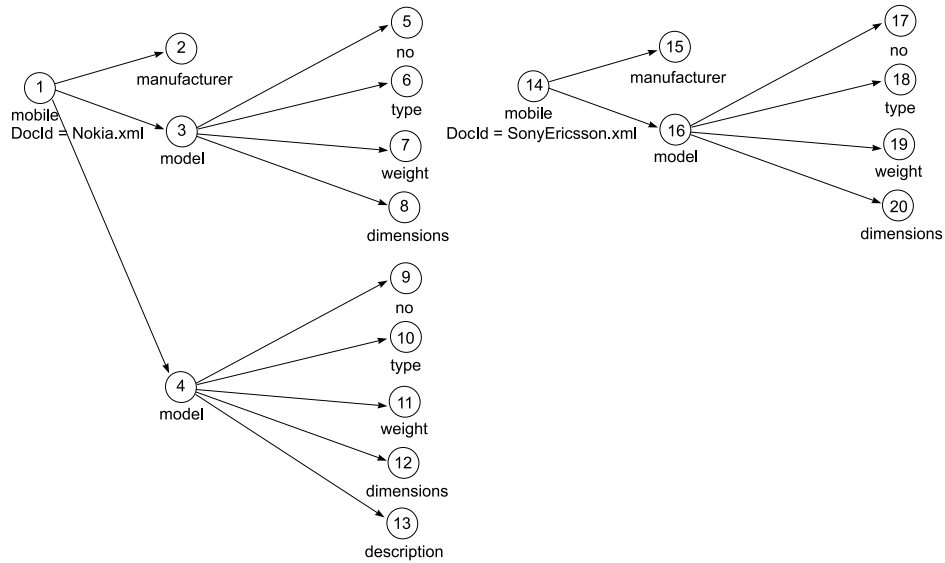 1
mobile
DocId = Nokia.xml
2
manufacturer
3
model
5
no
6
type
7
weight
8
dimensions
4
model
9
no
10
type
11
weight
12
dimensions
13
description
14
mobile
DocId = SonyEricsson.xml
15
manufacturer
16
model
17
no
18
type
19
weight
20
dimensions